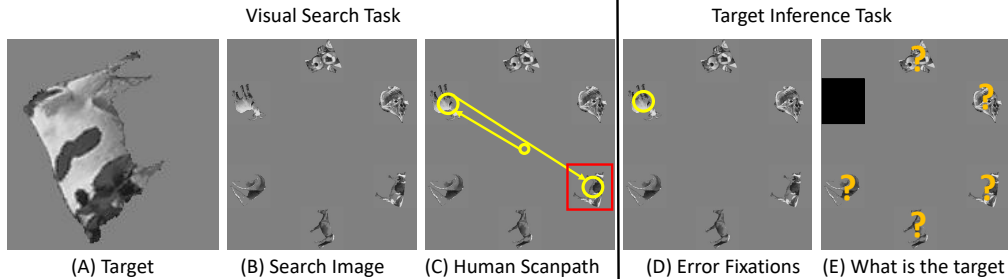 Visual Search Task
Target Inference Task
? ? ? ? ?
(A) Target
(B) Search Image
(C) Human Scanpath
(D) Error Fixations
(E) What is the target